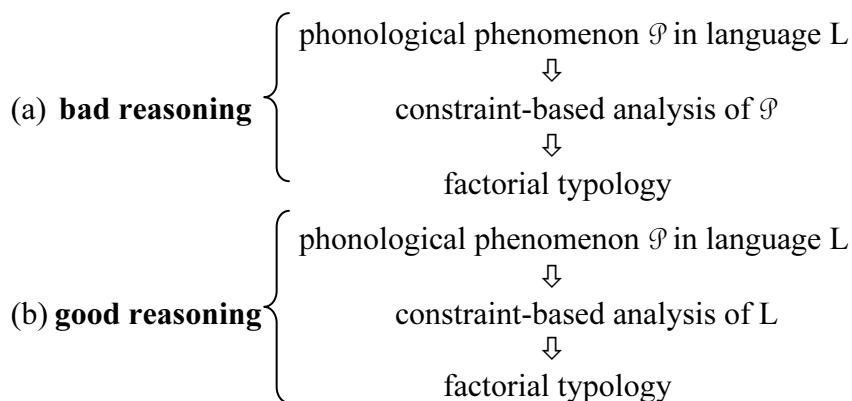 phonological phenomenon 𝒫 in language L
⇩
(a) bad reasoning constraint-based analysis of 𝒫
⇩
factorial typology
phonological phenomenon 𝒫 in language L
⇩
(b) good reasoning constraint-based analysis of L
⇩
factorial typology